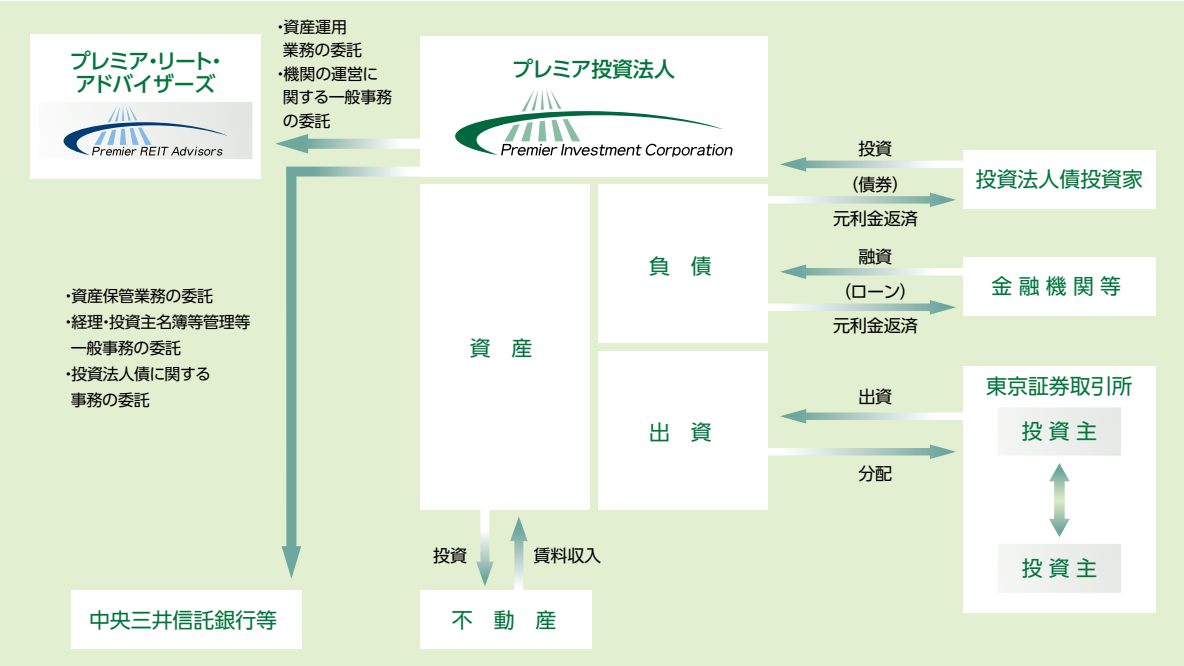 プレミア・リート・
アドバイザーズ
Premier REIT Advisors
・資産運用
業務の委託
・機関の運営に
関する一般事務
の委託
プレミア投資法人
Premier Investment Corporation
投資
(債券)
元利金返済
投資法人債投資家
負 債
融資
(ローン)
元利金返済
金融機関等
・資産保管業務の委託
・経理・投資主名簿等管理等
一般事務の委託
・投資法人債に関する
事務の委託
資 産
出 資
出資
分配
東京証券取引所
投資主
投資主
投資
賃料収入
中央三井信託銀行等
不 動 産